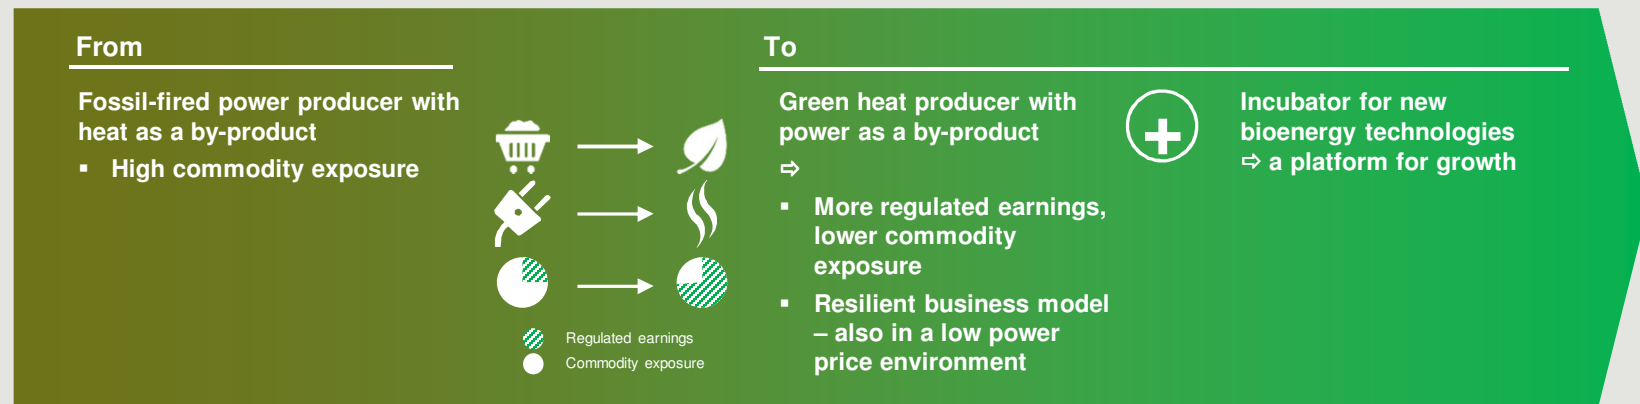 From
Fossil-fired power producer with
heat as a by-product
▪ High commodity exposure
Regulated earnings
Commodity exposure
To
Green heat producer with
power as a by-product
⇨
▪ More regulated earnings,
lower commodity
exposure
▪ Resilient business model
– also in a low power
price environment
Incubator for new
bioenergy technologies
⇨ a platform for growth